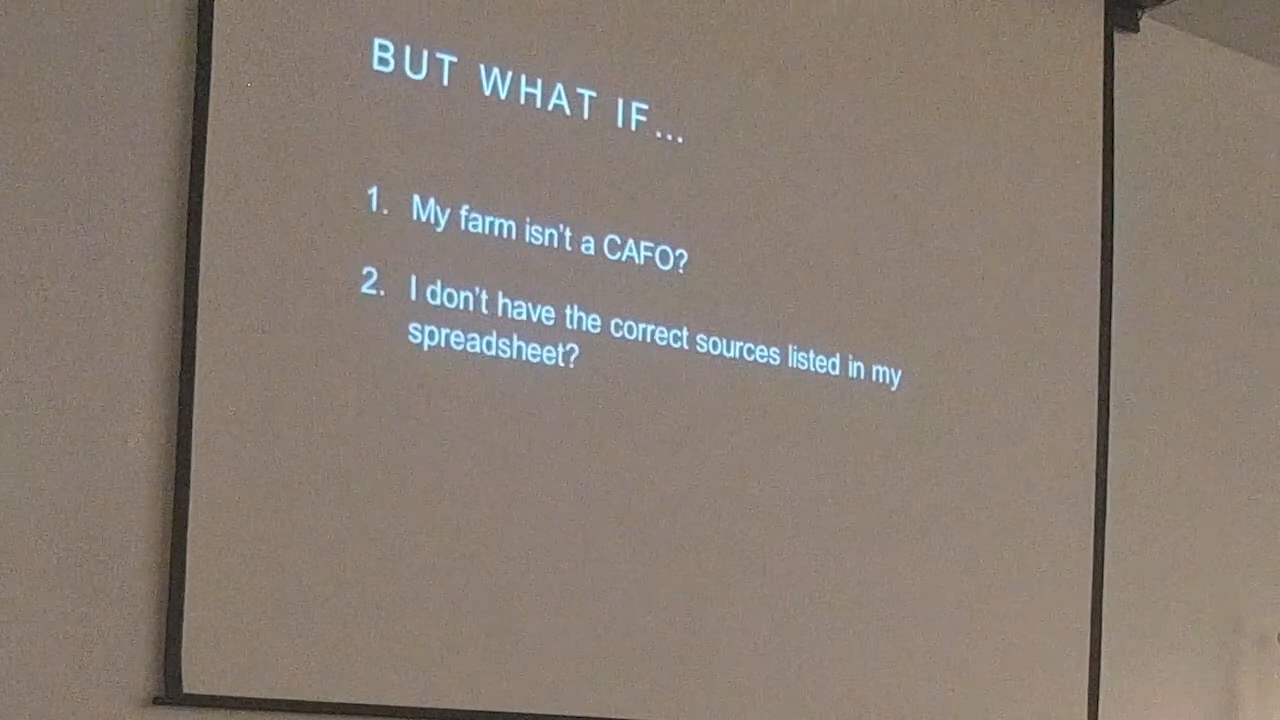 BUT WHAT IF...
1. My farm isn't a CAFO?
2. I don't have the correct sources listed in my
spreadsheet?